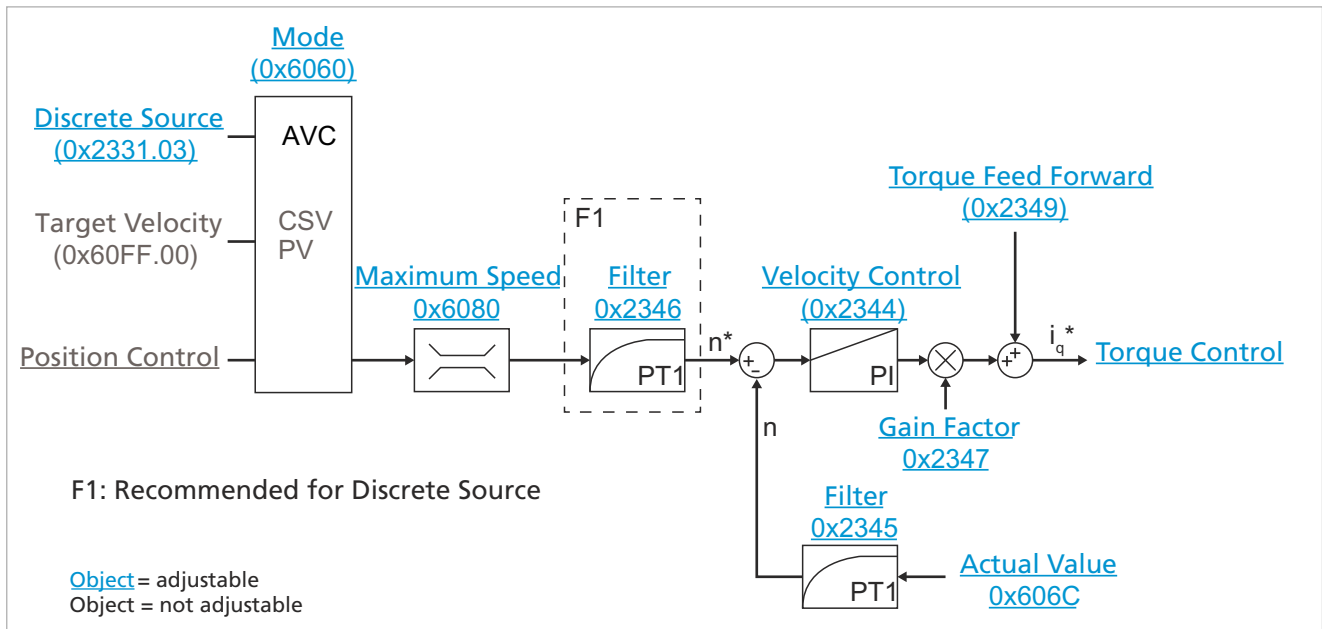 Mode
(0x6060)
Discrete Source
(0x2331.03)
AVC
Target Velocity
(0x60FF.00)
CSV
PV
Position Control
Maximum Speed
0x6080
F1
Filter
0x2346
PT1
n*
+
-
n
Velocity Control
(0x2344)
PI
Gain Factor
0x2347
Torque Feed Forward
(0x2349)
+
+
iq*
Torque Control
Filter
0x2345
PT1
Actual Value
0x606C
F1: Recommended for Discrete Source
Object = adjustable
Object = not adjustable